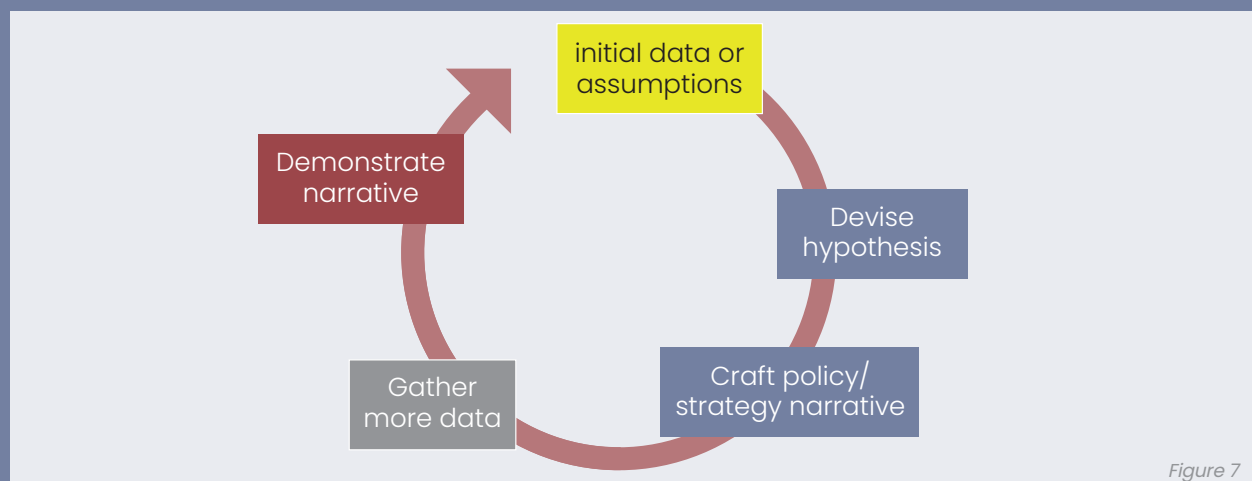 initial data or
assumptions
Devise
hypothesis
Craft policy/
strategy narrative
Gather
more data
Demonstrate
narrative
Figure 7